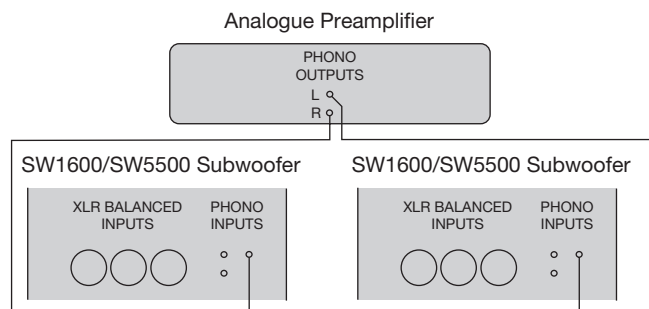 Analogue Preamplifier
PHONO
OUTPUTS
L
R
SW1600/SW5500 Subwoofer
SW1600/SW5500 Subwoofer
XLR BALANCED
INPUTS
PHONO
INPUTS
XLR BALANCED
INPUTS
PHONO
INPUTS